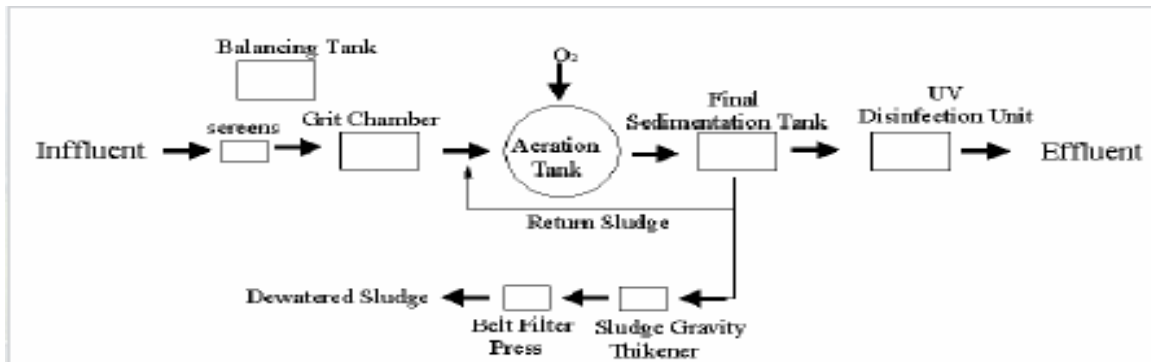 Balancing Tank
O₂
Final
Sedimentation Tank
UV
Disinfection Unit
Grit Chamber
sereens
Inffluent
Aeration
Tank
Effluent
Return Sludge
Dewatered Sludge
Belt Filter
Press
Sludge Gravity
Thikener